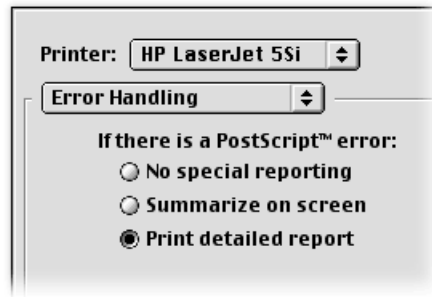 Printer: HP LaserJet 5Si
Error Handling
If there is a PostScript™ error:
No special reporting
Summarize on screen
Print detailed report